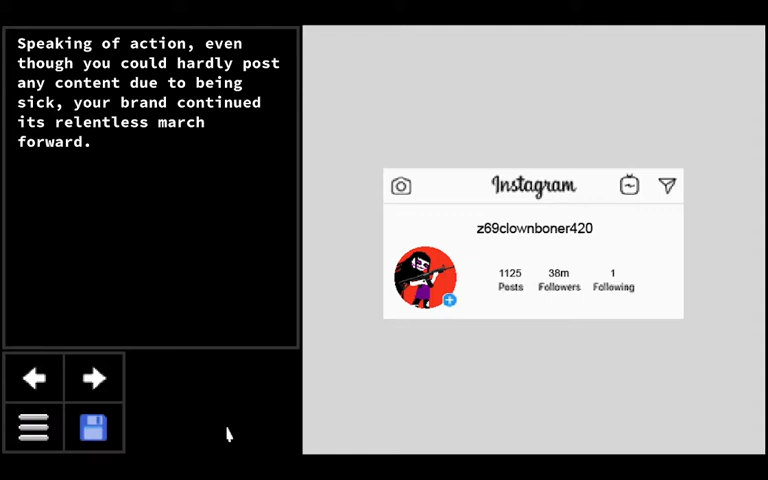 Speaking of action, even
though you could hardly post
any content due to being
sick, your brand continued
its relentless march
forward.
Instagram
z69clownboner420
1125 38m 1
Posts Followers Following